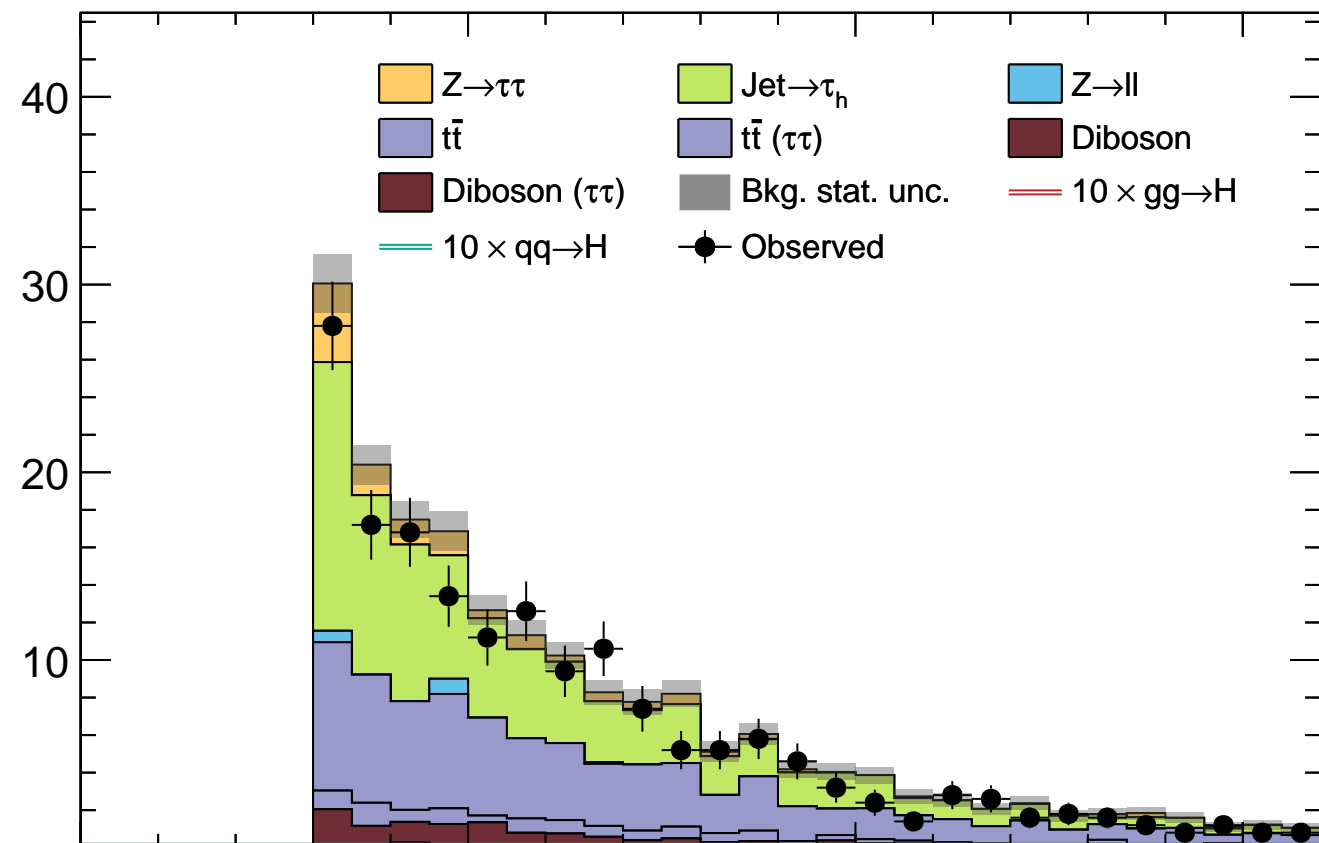 40
30
20
10
Z→ττ Jet→τh Z→ll
tt̄ tt̄ (ττ) Diboson
Diboson (ττ) Bkg. stat. unc. 10 × gg→H
10 × qq→H Observed